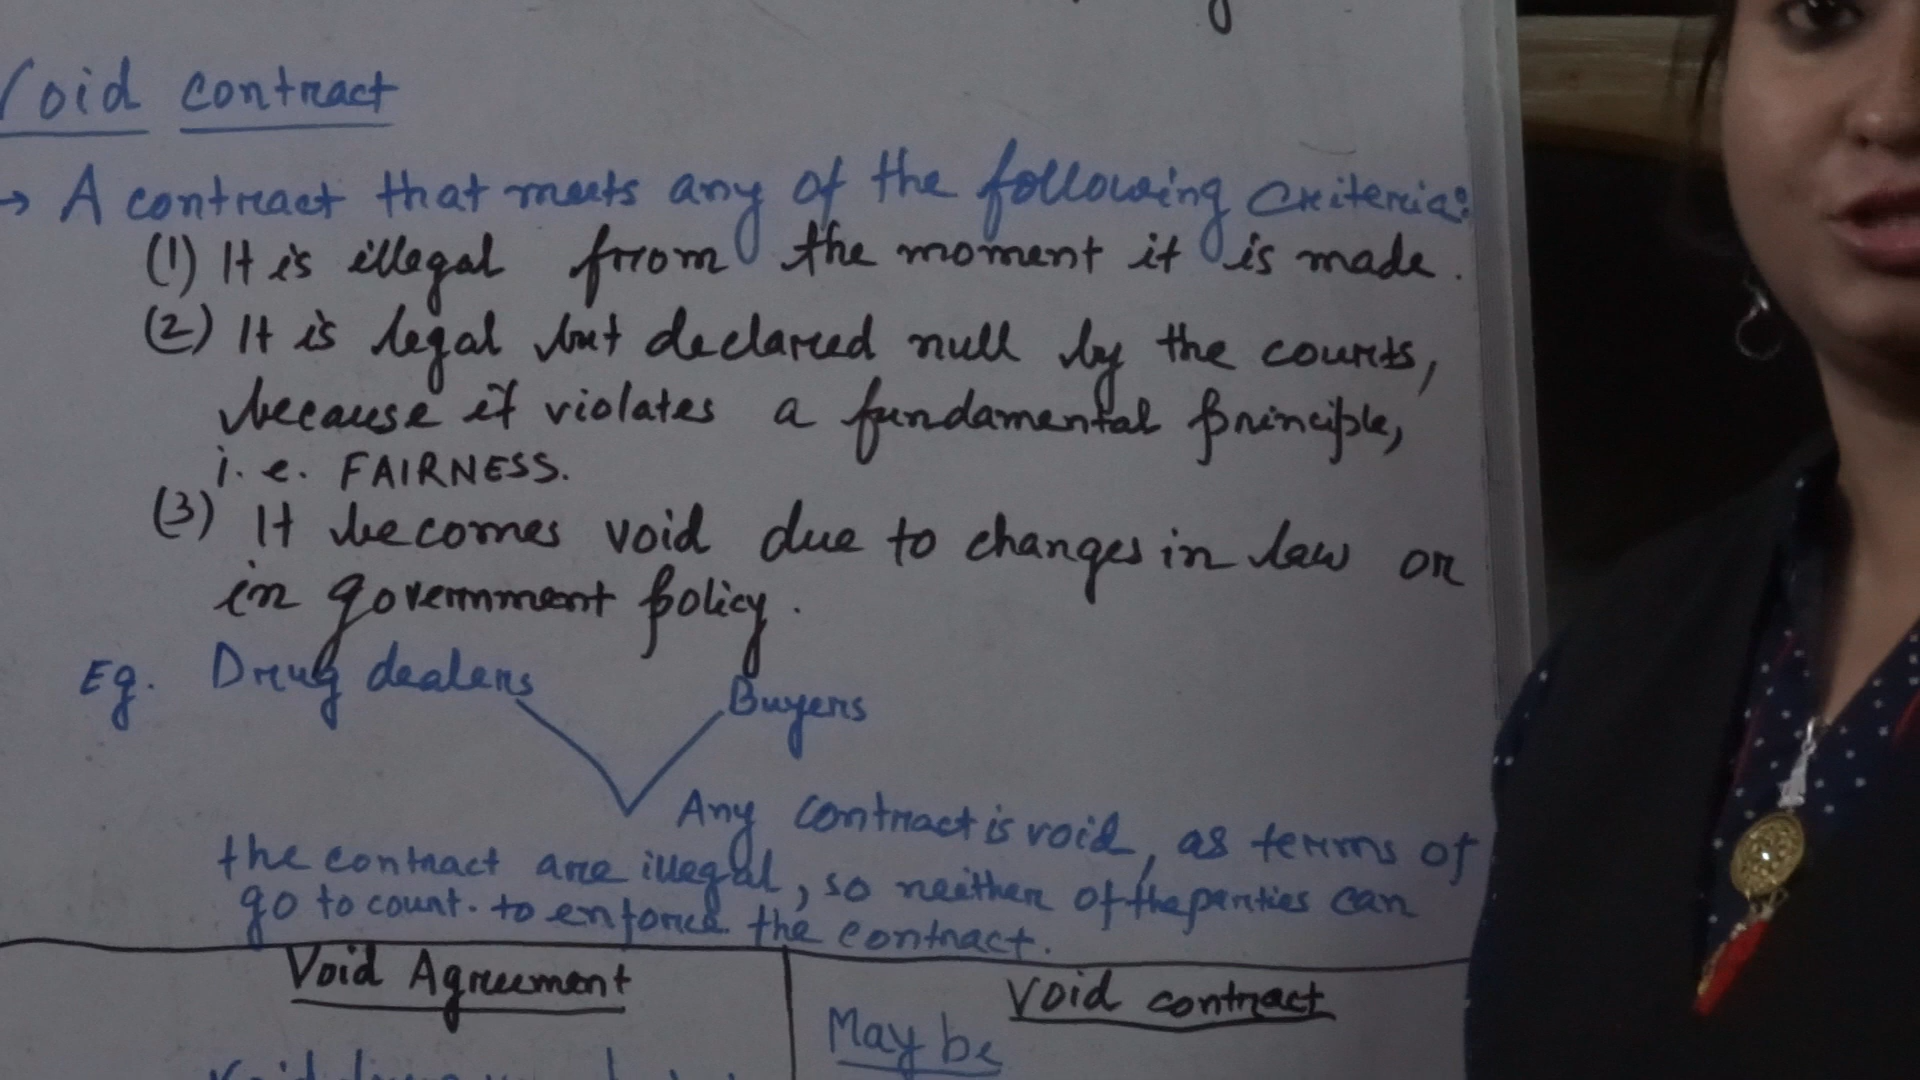 Void contract
→ A contract that meets any of the following criteria:
(1) It is illegal from the moment it is made.
(2) It is legal but declared null by the courts,
because it violates a fundamental principle,
i.e. FAIRNESS.
(3) It becomes void due to changes in law or
in government policy.
Eg. Drug dealers Buyers
Any contract is void, as terms of
the contract are illegal, so neither of the parties can
go to court. to enforce the contract.
Void Agreement
Void contract
May be